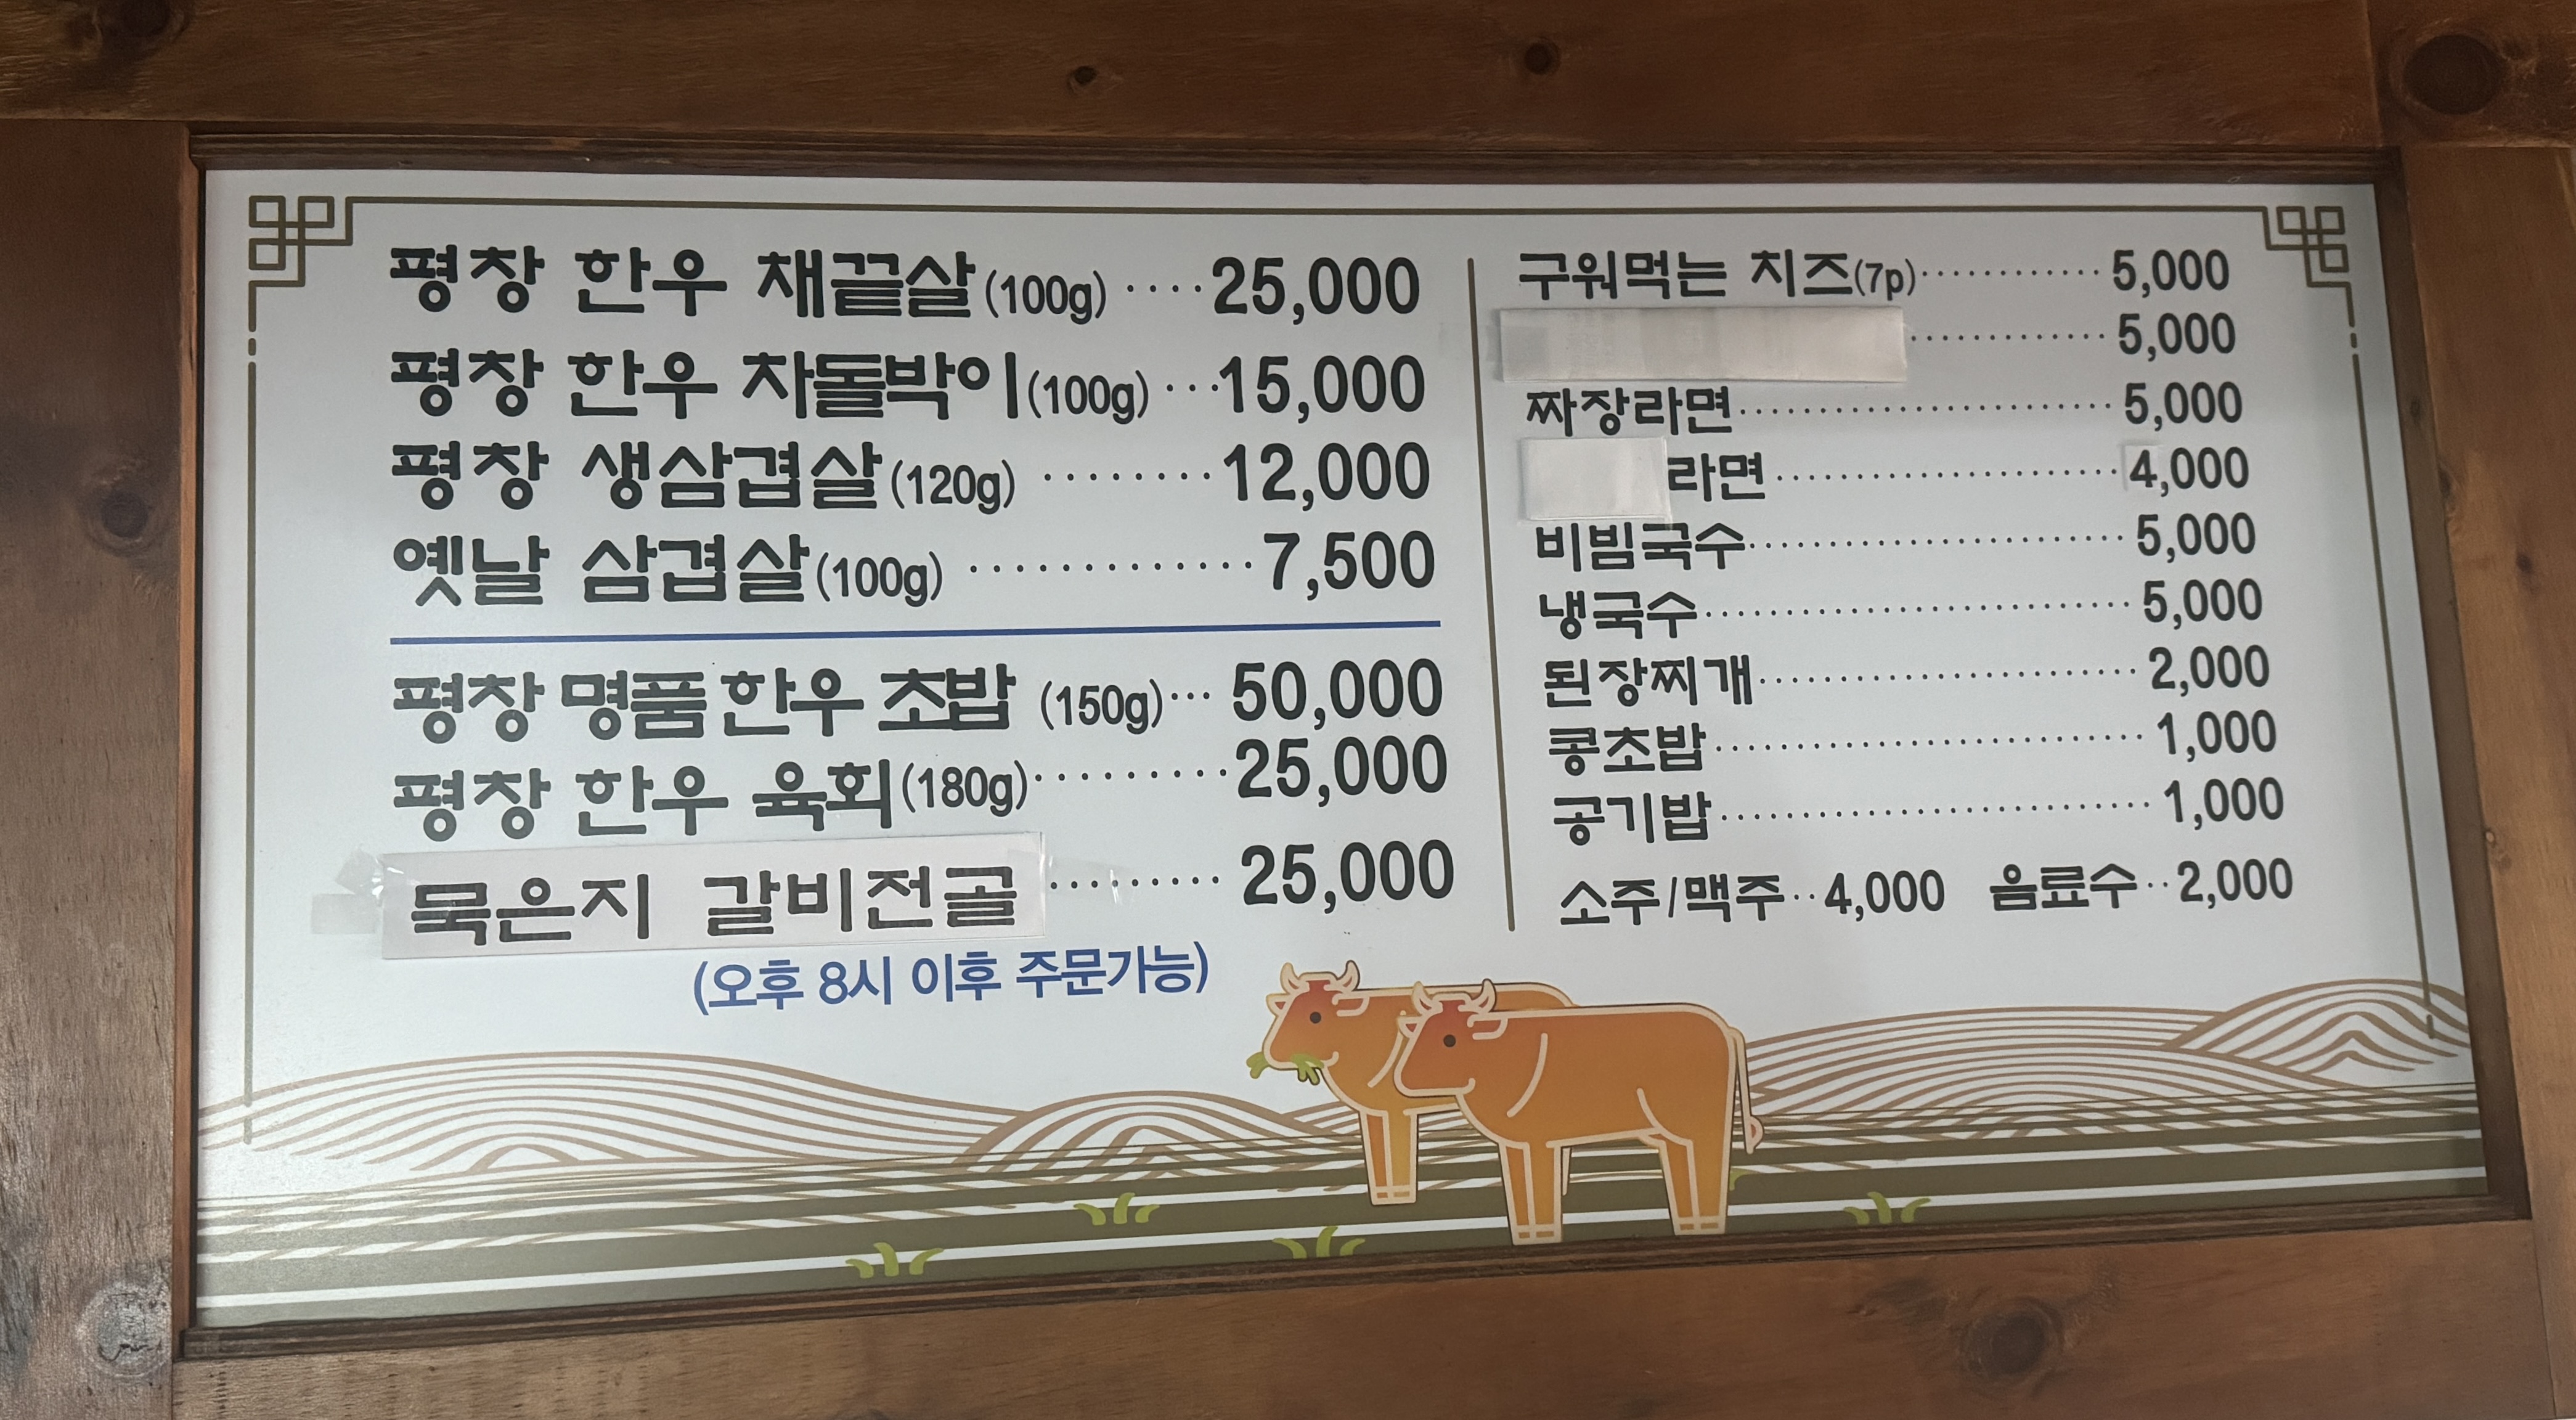 평창 한우 채끝살(100g) ····25,000
평창 한우 차돌박이(100g) ···15,000
평창 생삼겹살(120g) ········12,000
옛날 삼겹살(100g) ·············7,500
평창 명품한우 초밥 (150g)··· 50,000
평창 한우 육회(180g)·········25,000
묵은지 갈비전골 ········· 25,000
(오후 8시 이후 주문가능)
구워먹는 치즈(7p)············ 5,000
············· 5,000
짜장라면························ 5,000
라면······················· 4,000
비빔국수························· 5,000
냉국수···························· 5,000
된장찌개························· 2,000
콩초밥···························· 1,000
공기밥···························· 1,000
소주/맥주··4,000 음료수··2,000